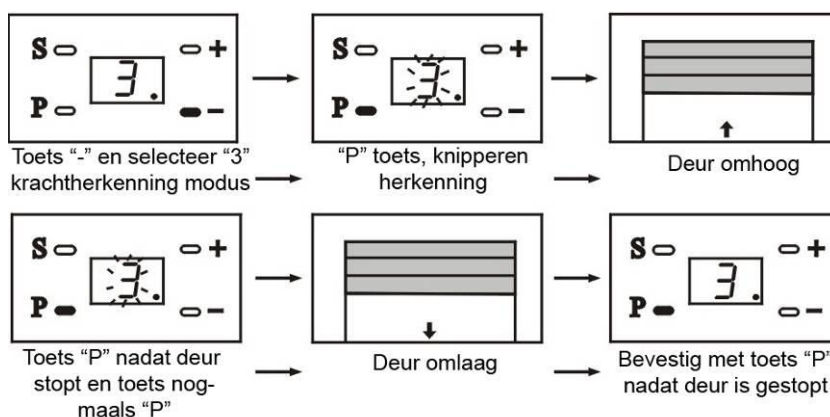 S +
3.
P -
Toets “-” en selecteer “3”
krachtherkenning modus
S +
3.
P -
“P” toets, knipperen
herkenning
Deur omhoog
S +
3.
P -
Toets “P” nadat deur
stopt en toets nog-
maals “P”
Deur omlaag
S +
3.
P -
Bevestig met toets “P”
nadat deur is gestopt